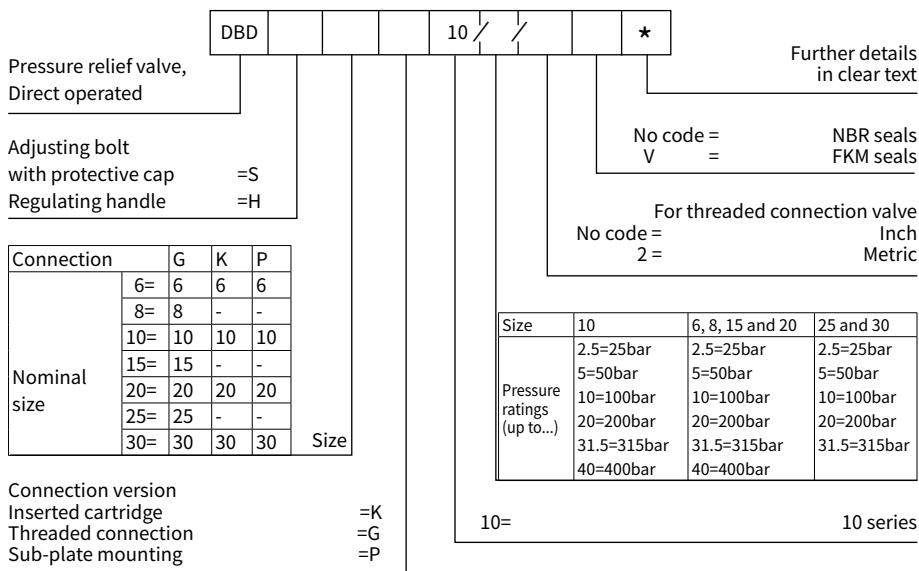 DBD 10 / / *
Pressure relief valve,
Direct operated
Further details
in clear text
Adjusting bolt
with protective cap =S
Regulating handle =H
No code = NBR seals
V = FKM seals
For threaded connection valve
No code = Inch
2 = Metric
Connection G K P
Nominal size
6= 6 6 6
8= 8 - -
10= 10 10 10
15= 15 - -
20= 20 20 20
25= 25 - -
30= 30 30 30
Size
Size 10 6, 8, 15 and 20 25 and 30
Pressure
ratings
(up to...)
2.5=25bar 2.5=25bar 2.5=25bar
5=50bar 5=50bar 5=50bar
10=100bar 10=100bar 10=100bar
20=200bar 20=200bar 20=200bar
31.5=315bar 31.5=315bar 31.5=315bar
40=400bar 40=400bar
Connection version
Inserted cartridge =K
Threaded connection =G
Sub-plate mounting =P
10= 10 series